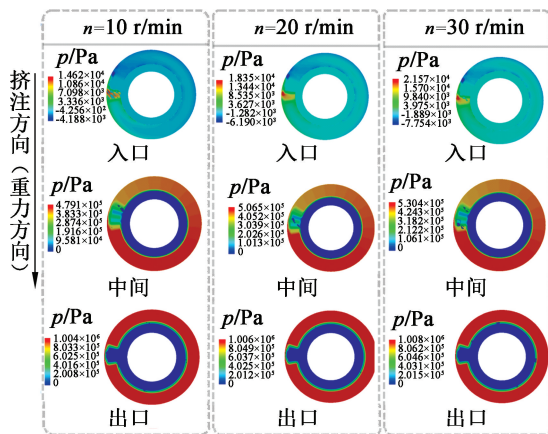 n=10 r/min
n=20 r/min
n=30 r/min
挤注方向(重力方向)
p/Pa
1.462×10⁴
1.086×10⁴
7.098×10³
3.336×10³
-4.256×10²
-4.188×10³
入口
p/Pa
1.835×10⁴
1.344×10⁴
8.535×10³
3.627×10³
-1.282×10³
-6.190×10³
入口
p/Pa
2.157×10⁴
1.570×10⁴
9.840×10³
3.975×10³
-1.889×10³
-7.754×10³
入口
p/Pa
4.791×10⁵
3.833×10⁵
2.874×10⁵
1.916×10⁵
9.581×10⁴
0
中间
p/Pa
5.065×10⁵
4.052×10⁵
3.039×10⁵
2.026×10⁵
1.013×10⁵
0
中间
p/Pa
5.304×10⁵
4.243×10⁵
3.182×10⁵
2.122×10⁵
1.061×10⁵
0
中间
p/Pa
1.004×10⁶
8.033×10⁵
6.025×10⁵
4.016×10⁵
2.008×10⁵
0
出口
p/Pa
1.006×10⁶
8.049×10⁵
6.037×10⁵
4.025×10⁵
2.012×10⁵
0
出口
p/Pa
1.008×10⁶
8.062×10⁵
6.046×10⁵
4.031×10⁵
2.015×10⁵
0
出口